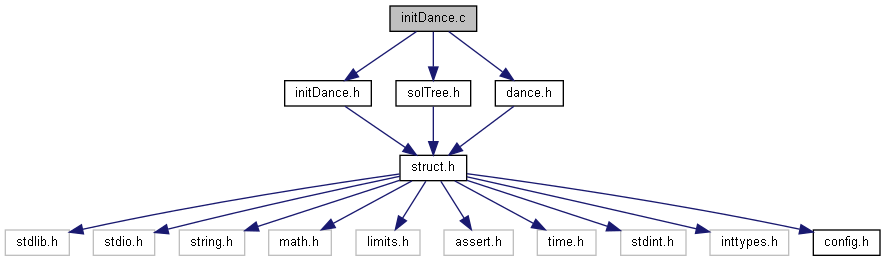 initDance.c
initDance.h
solTree.h
dance.h
struct.h
stdlib.h
stdio.h
string.h
math.h
limits.h
assert.h
time.h
stdint.h
inttypes.h
config.h